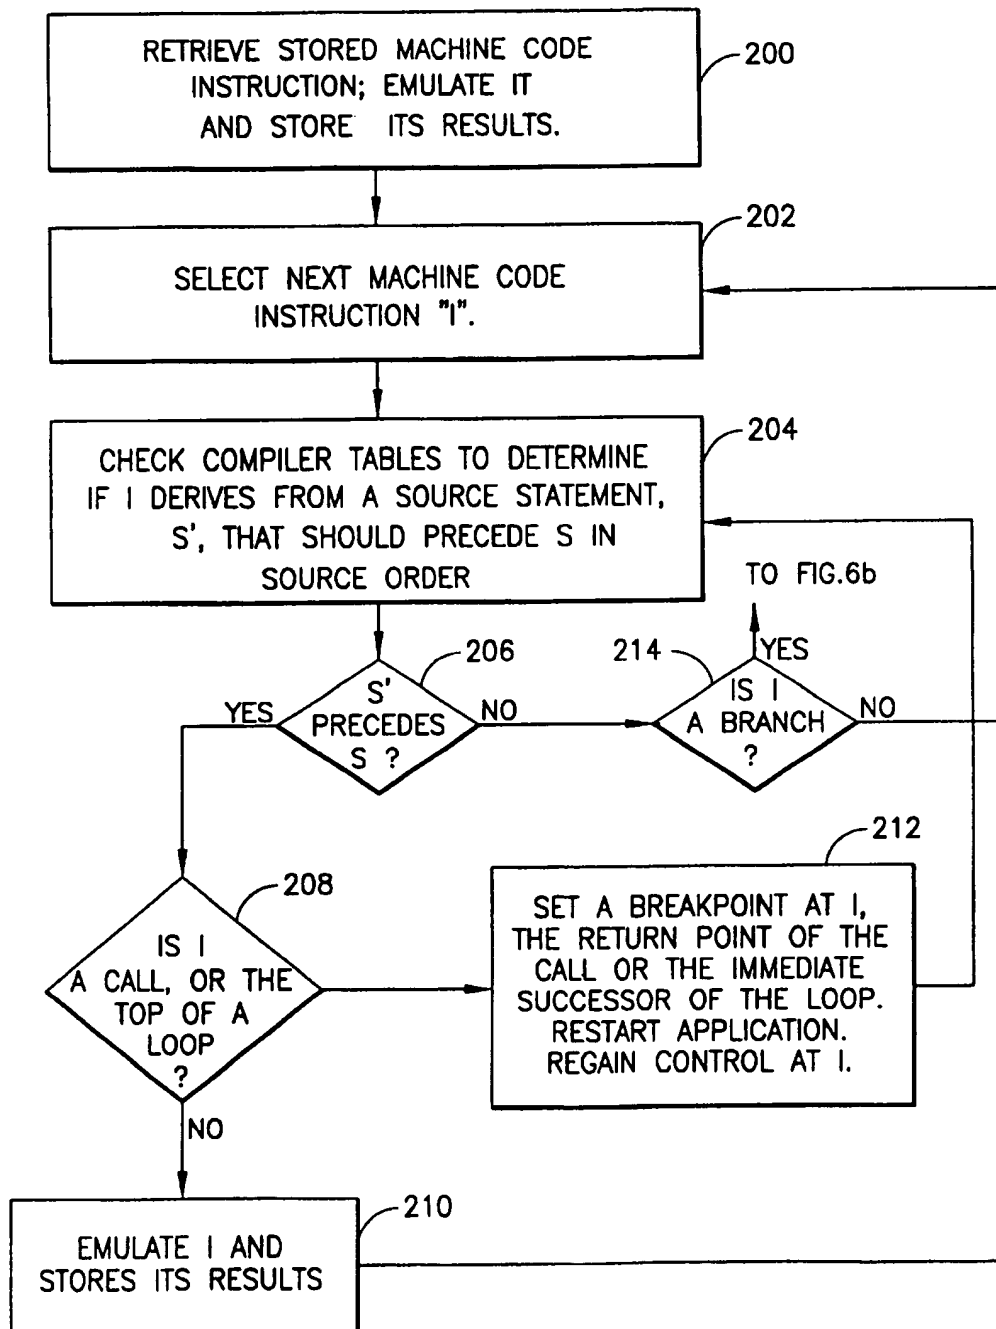 RETRIEVE STORED MACHINE CODE
INSTRUCTION; EMULATE IT
AND STORE ITS RESULTS.
200
202
SELECT NEXT MACHINE CODE
INSTRUCTION "I".
204
CHECK COMPILER TABLES TO DETERMINE
IF I DERIVES FROM A SOURCE STATEMENT,
S', THAT SHOULD PRECEDE S IN
SOURCE ORDER
TO FIG.6b
206
S'
PRECEDES
S ?
YES
NO
214
YES
IS I
A BRANCH
?
NO
208
IS I
A CALL, OR THE
TOP OF A
LOOP
?
NO
212
SET A BREAKPOINT AT I,
THE RETURN POINT OF THE
CALL OR THE IMMEDIATE
SUCCESSOR OF THE LOOP.
RESTART APPLICATION.
REGAIN CONTROL AT I.
210
EMULATE I AND
STORES ITS RESULTS